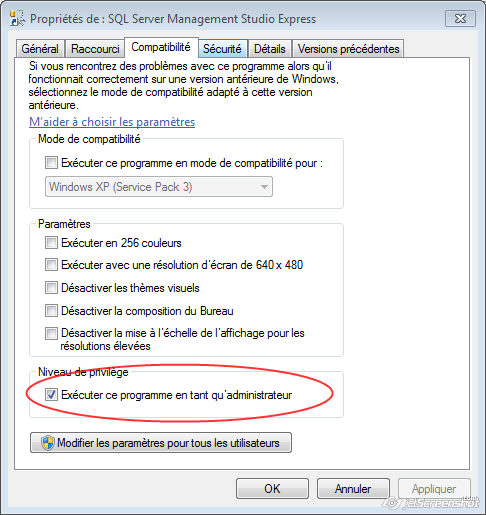 Propriétés de : SQL Server Management Studio Express
Général Raccourci Compatibilité Sécurité Détails Versions précédentes
Si vous rencontrez des problèmes avec ce programme alors qu'il
fonctionnait correctement sur une version antérieure de Windows,
sélectionnez le mode de compatibilité adapté à cette version
antérieure.
M'aider à choisir les paramètres
Mode de compatibilité
Exécuter ce programme en mode de compatibilité pour :
Windows XP (Service Pack 3)
Paramètres
Exécuter en 256 couleurs
Exécuter avec une résolution d'écran de 640 x 480
Désactiver les thèmes visuels
Désactiver la composition du Bureau
Désactiver la mise à l'échelle de l'affichage pour les
résolutions élevées
Niveau de privilège
Exécuter ce programme en tant qu'administrateur
Modifier les paramètres pour tous les utilisateurs
OK Annuler Appliquer
jetScreenshot